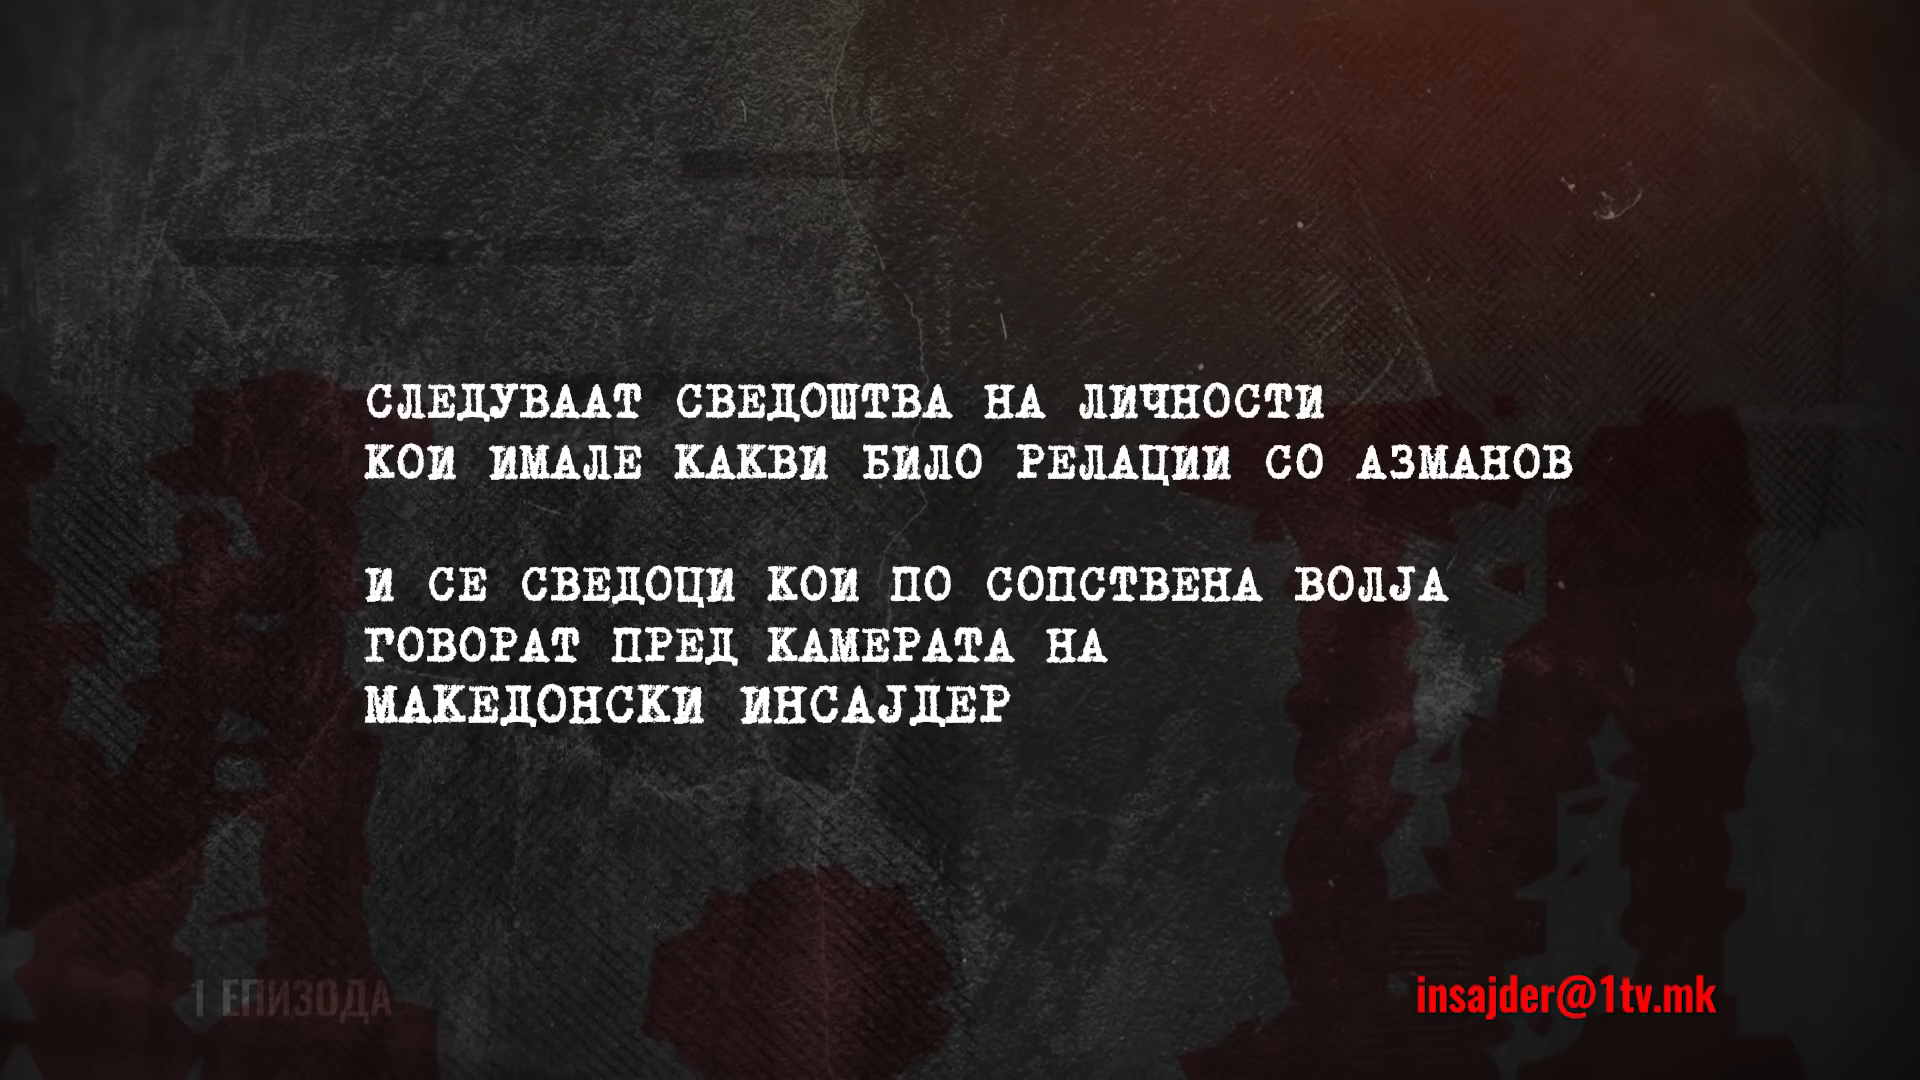 СЛЕДУВААТ СВЕДОШТВА НА ЛИЧНОСТИ
КОИ ИМАЛЕ КАКВИ БИЛО РЕЛАЦИИ СО АЗМАНОВ
И СЕ СВЕДОЦИ КОИ ПО СОПСТВЕНА ВОЛЈА
ГОВОРАТ ПРЕД КАМЕРАТА НА
МАКЕДОНСКИ ИНСАЈДЕР
1 ЕПИЗОДА
insajder@1tv.mk